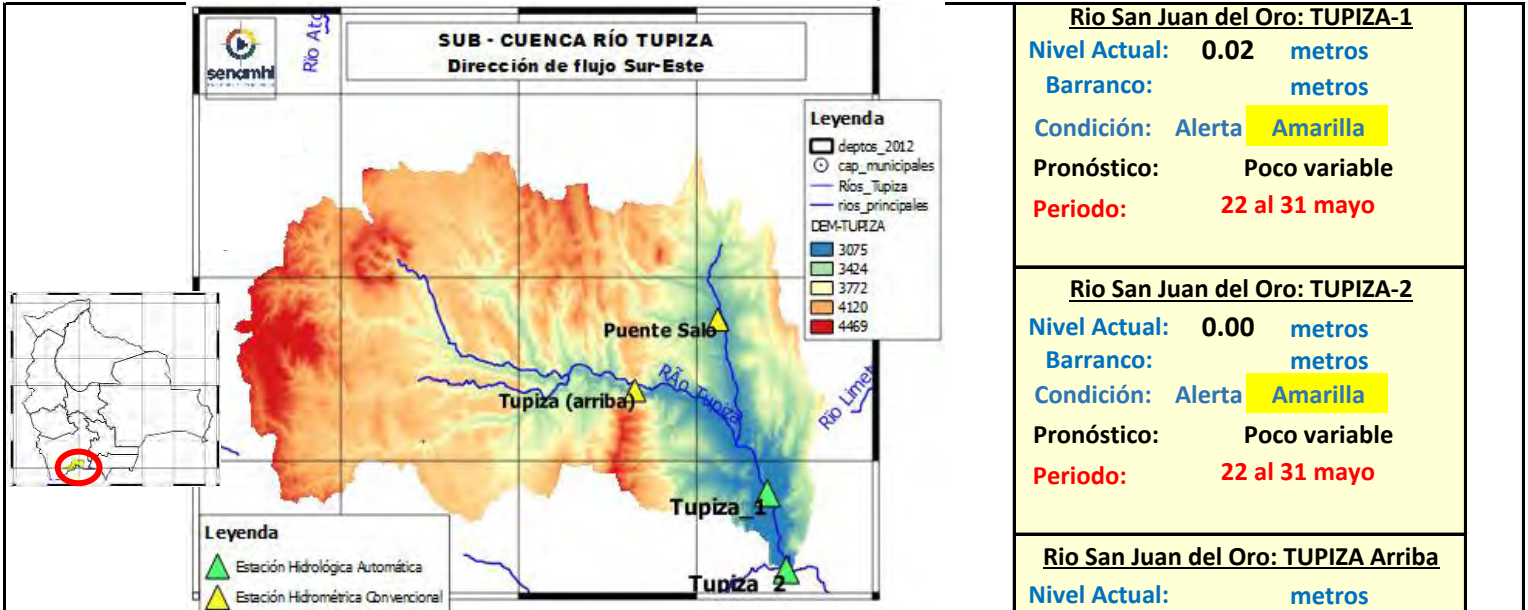 SUB - CUENCA RÍO TUPIZA
Dirección de flujo Sur-Este
senamhi
Río Ato
Leyenda
deptos_2012
cap_municipales
Ríos_Tupiza
rios_principales
DEM-TUPIZA
3075
3424
3772
4120
4469
Puente Salo
Tupiza (arriba)
RÃ­o Tupiza
Río Limet
Tupiza_1
Tupiza_2
Leyenda
Estación Hidrológica Automática
Estación Hidrométrica Convencional
Rio San Juan del Oro: TUPIZA-1
Nivel Actual: 0.02 metros
Barranco: metros
Condición: Alerta Amarilla
Pronóstico: Poco variable
Periodo: 22 al 31 mayo
Rio San Juan del Oro: TUPIZA-2
Nivel Actual: 0.00 metros
Barranco: metros
Condición: Alerta Amarilla
Pronóstico: Poco variable
Periodo: 22 al 31 mayo
Rio San Juan del Oro: TUPIZA Arriba
Nivel Actual: metros